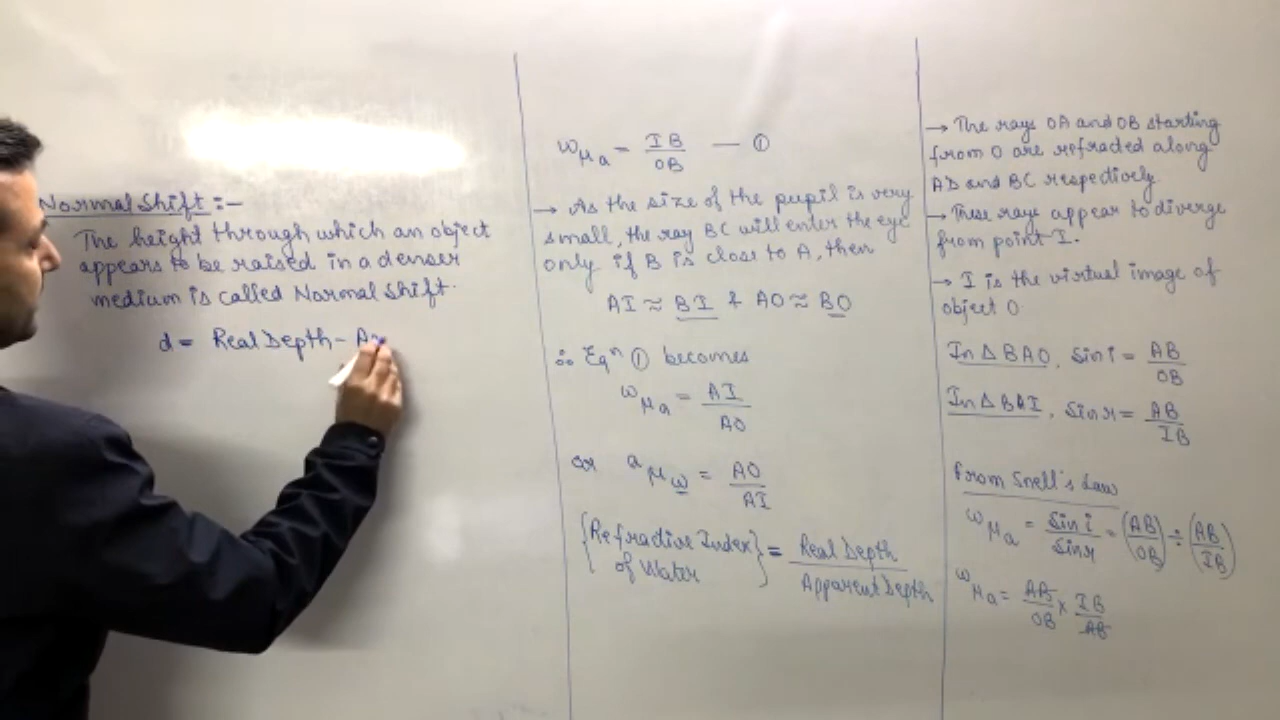 Normal Shift :-
The height through which an object
appears to be raised in a denser
medium is called Normal Shift.
d = Real Depth - Ap
ʷμₐ = IB/OB — ①
→ As the size of the pupil is very
small, the ray BC will enter the eye
only if B is close to A, then
AI ≈ BI & AO ≈ BO
∴ Eqⁿ ① becomes
ʷμₐ = AI/AO
or ᵃμw = AO/AI
{Refractive Index of Water} = Real Depth/Apparent Depth
→ The rays OA and OB starting
from O are refracted along
AD and BC respectively
→ These rays appear to diverge
from point I.
→ I is the virtual image of
object O
In Δ BAO, Sin i = AB/OB
In Δ BAI, Sin r = AB/IB
From Snell's Law
ʷμₐ = Sin i/Sin r = (AB/OB) ÷ (AB/IB)
ʷμₐ = AB/OB × IB/AB